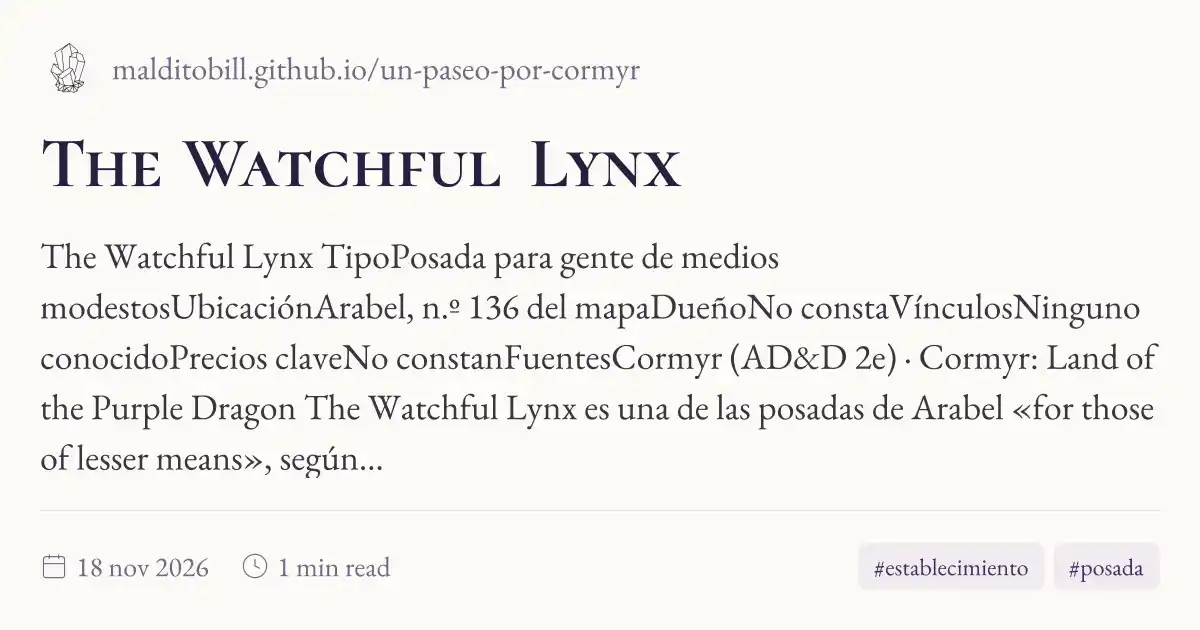 malditobill.github.io/un-paseo-por-cormyr
The Watchful Lynx
The Watchful Lynx TipoPosada para gente de medios
modestosUbicaciónArabel, n.º 136 del mapaDueñoNo constaVínculosNinguno
conocidoPrecios claveNo constanFuentesCormyr (AD&D 2e) · Cormyr: Land of
the Purple Dragon The Watchful Lynx es una de las posadas de Arabel «for those
of lesser means», según...
18 nov 2026 1 min read #establecimiento #posada